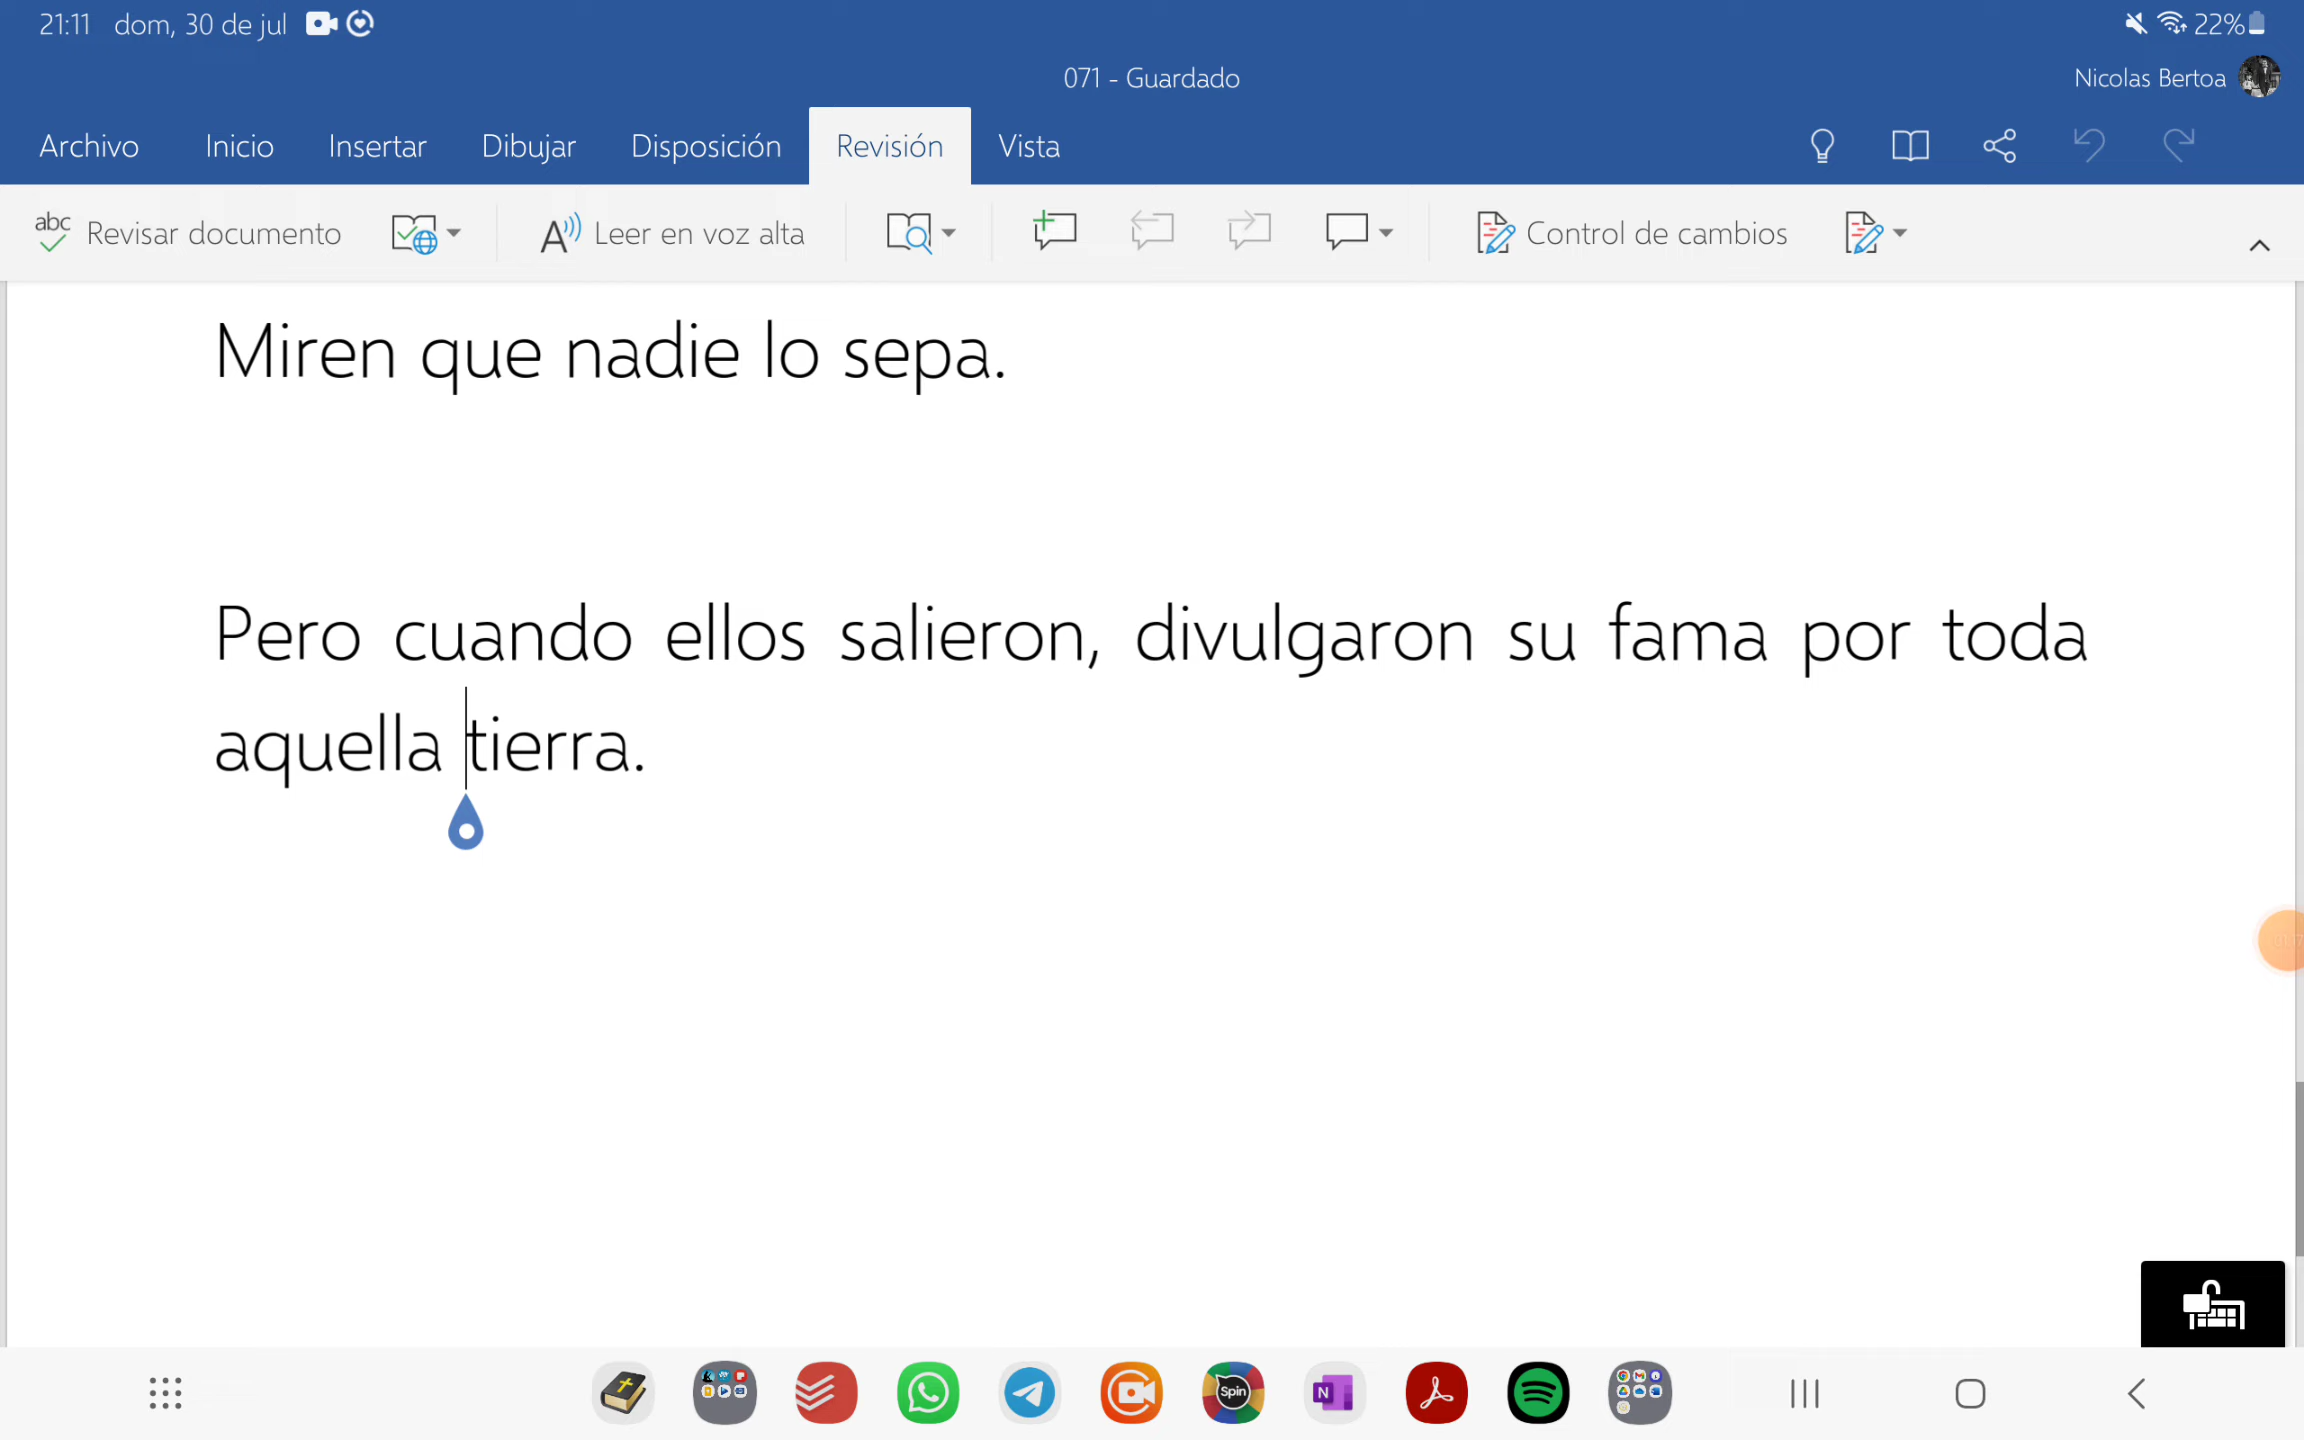 21:11 dom, 30 de jul 22%
071 - Guardado
Nicolas Bertoa
Archivo Inicio Insertar Dibujar Disposición Revisión Vista
abc Revisar documento A Leer en voz alta Control de cambios
Miren que nadie lo sepa.
Pero cuando ellos salieron, divulgaron su fama por toda
aquella tierra.
Spin N